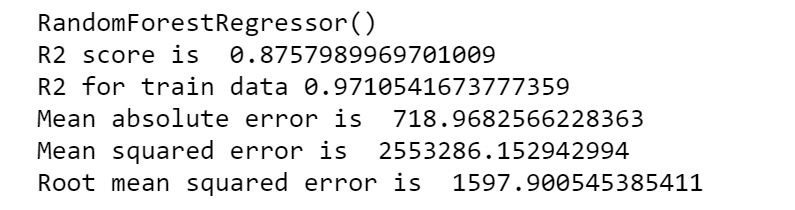 RandomForestRegressor()
R2 score is  0.8757989969701009
R2 for train data 0.9710541673777359
Mean absolute error is  718.9682566228363
Mean squared error is  2553286.152942994
Root mean squared error is  1597.900545385411